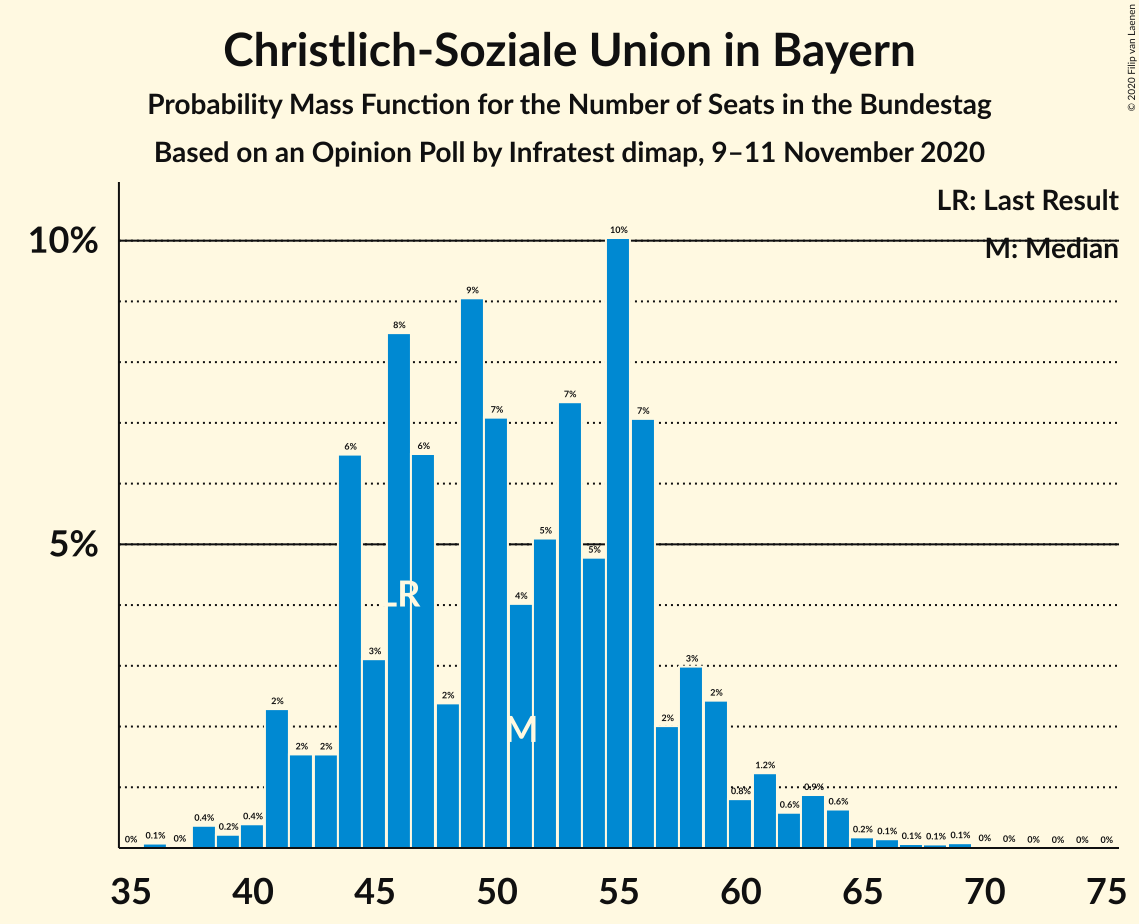 Christlich-Soziale Union in Bayern
Probability Mass Function for the Number of Seats in the Bundestag
Based on an Opinion Poll by Infratest dimap, 9–11 November 2020
© 2020 Filip van Laenen
LR: Last Result
M: Median
10%
5%
0% 0.1% 0% 0.4% 0.2% 0.4% 2% 2% 2% 6% 3% 8% 6% 2% 9% 7% 4% 5% 7% 5% 10% 7% 2% 3% 2% 0.8% 1.2% 0.6% 0.9% 0.6% 0.2% 0.1% 0.1% 0.1% 0.1% 0% 0% 0% 0% 0% 0%
LR
M
35 40 45 50 55 60 65 70 75